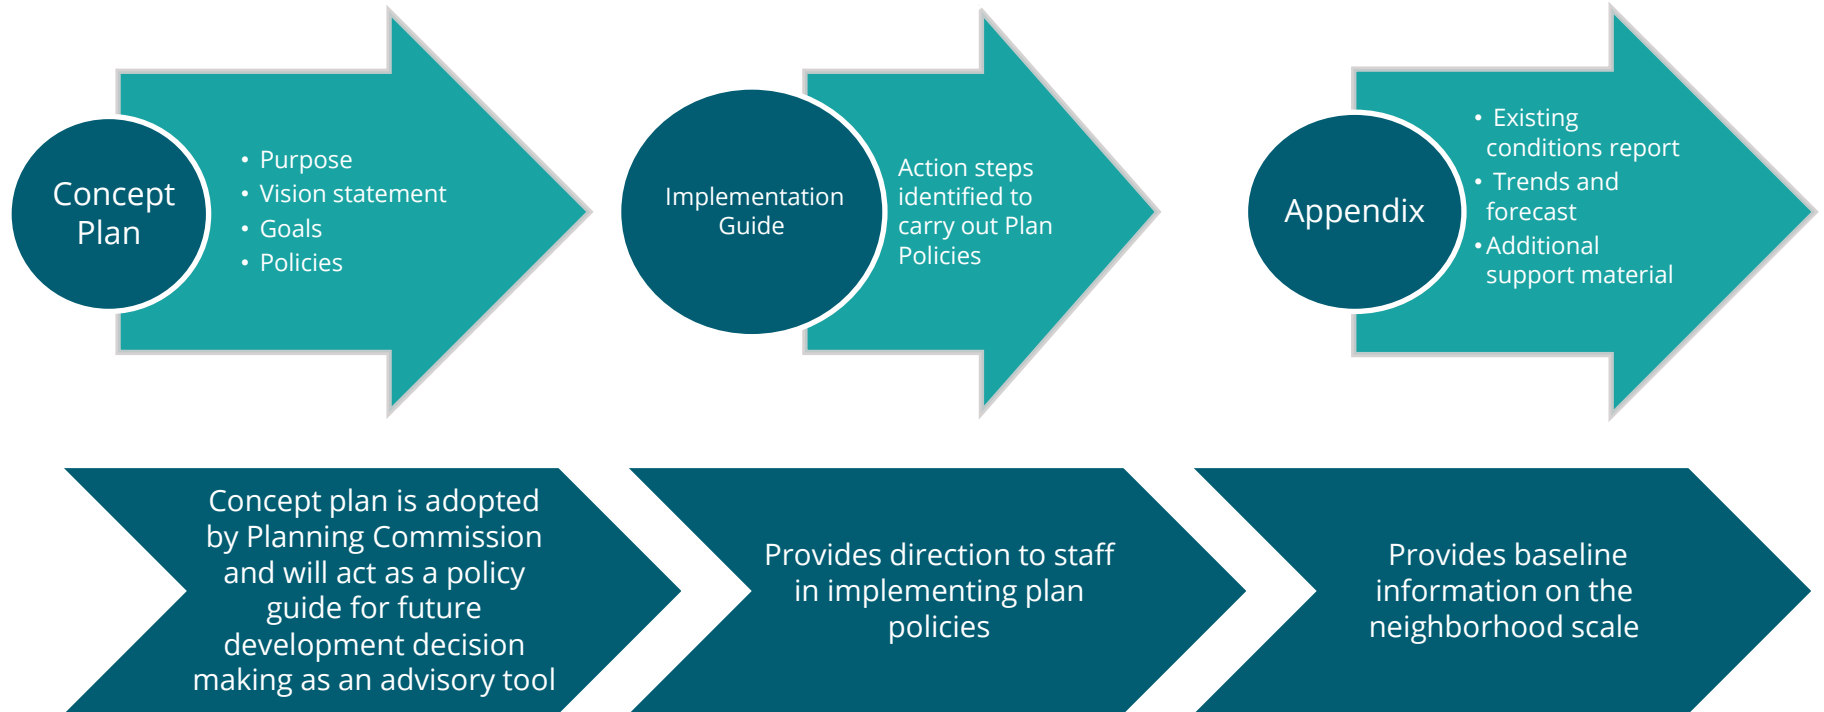 Concept
Plan
• Purpose
• Vision statement
• Goals
• Policies
Implementation
Guide
Action steps
identified to
carry out Plan
Policies
Appendix
• Existing
conditions report
• Trends and
forecast
• Additional
support material
Concept plan is adopted
by Planning Commission
and will act as a policy
guide for future
development decision
making as an advisory tool
Provides direction to staff
in implementing plan
policies
Provides baseline
information on the
neighborhood scale